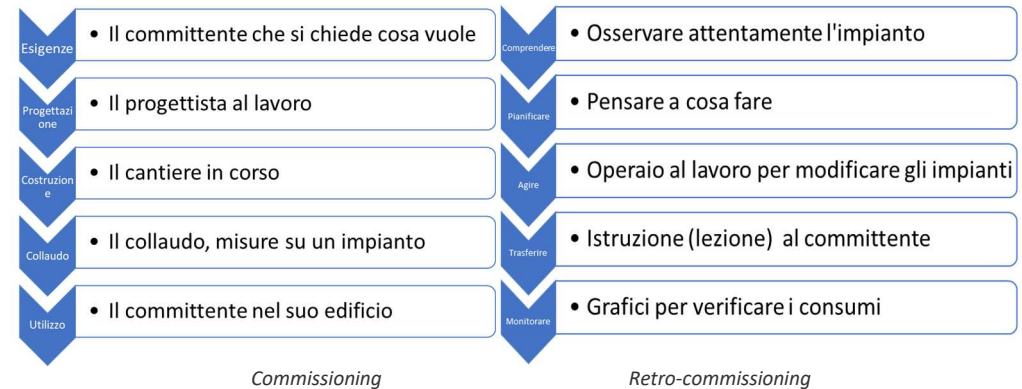 Esigenze
• Il committente che si chiede cosa vuole
Progettazi
one
• Il progettista al lavoro
Costruzion
e
• Il cantiere in corso
Collaudo
• Il collaudo, misure su un impianto
Utilizzo
• Il committente nel suo edificio
Commissioning
Comprendere
• Osservare attentamente l'impianto
Pianificare
• Pensare a cosa fare
Agire
• Operaio al lavoro per modificare gli impianti
Trasferire
• Istruzione (lezione) al committente
Monitorare
• Grafici per verificare i consumi
Retro-commissioning